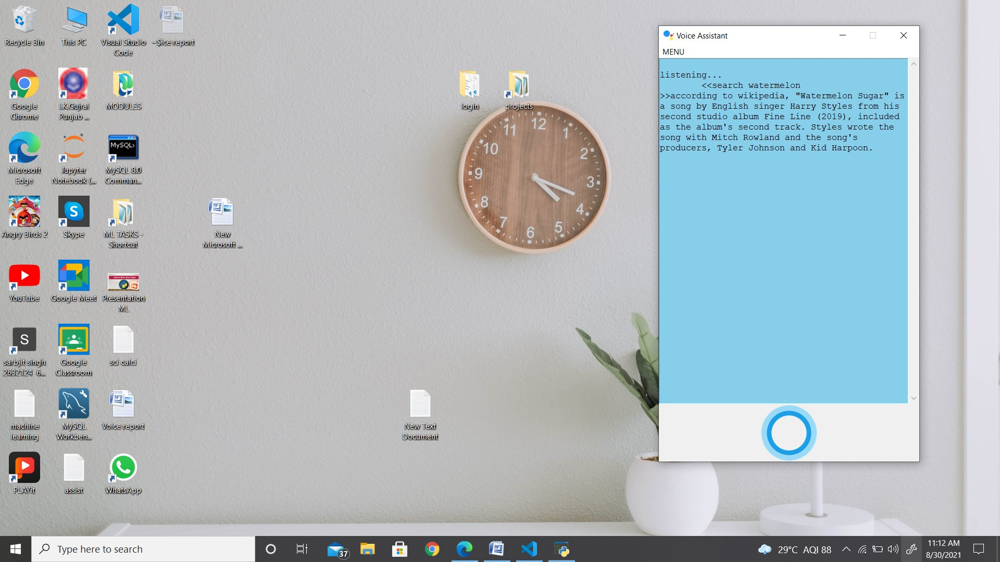 Recycle Bin
This PC
Visual Studio
Code
~$ice report
Google
Chrome
I.K.Gujral
Punjab ...
MODULES
Microsoft
Edge
Jupyter
Notebook (...
MySQL>
MySQL 8.0
Comman...
Angry Birds 2
S
Skype
ML TASKS -
Shortcut
New
Microsoft ...
YouTube
Google Meet
Python Basic Data Types
Presentation
ML
S
sarbjit singh
2632124_6...
Google
Classroom
sci calci
machine
learning
MySQL
Workben...
Voice report
PLAYit
assist
WhatsApp
login
projects
12
1
2
3
4
5
6
7
8
9
10
11
New Text
Document
Voice Assistant
MENU
listening...
<<search watermelon
>>according to wikipedia, "Watermelon Sugar" is
a song by English singer Harry Styles from his
second studio album Fine Line (2019), included
as the album's second track. Styles wrote the
song with Mitch Rowland and the song's
producers, Tyler Johnson and Kid Harpoon.
Type here to search
37
29°C AQI 88
11:12 AM
8/30/2021